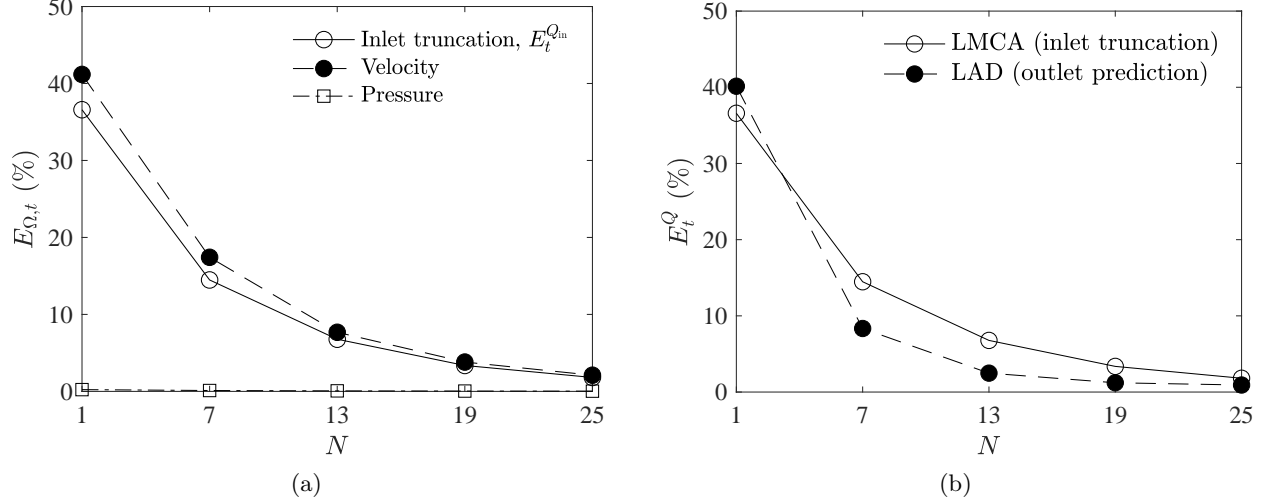 50
40
30
20
10
0
1 7 13 19 25
N
E_{Ω,t} (%)
Inlet truncation, E_t^{Q_in}
Velocity
Pressure
(a)
50
40
30
20
10
0
1 7 13 19 25
N
E_t^Q (%)
LMCA (inlet truncation)
LAD (outlet prediction)
(b)